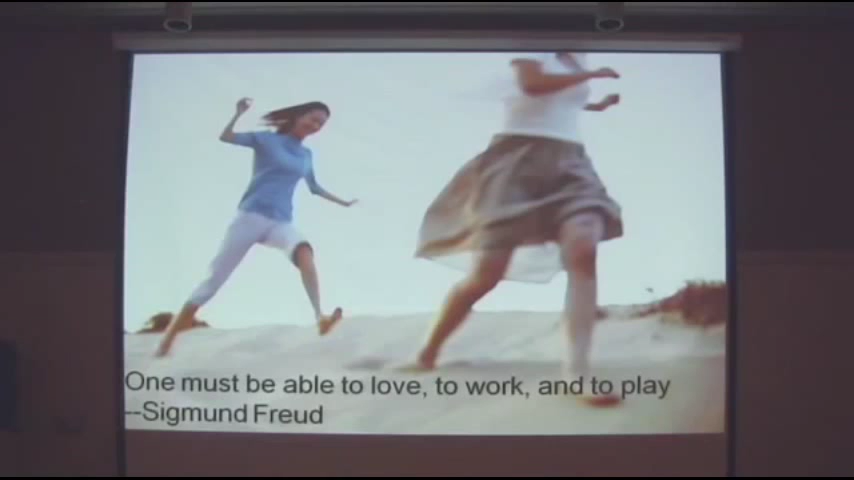 One must be able to love, to work, and to play
--Sigmund Freud